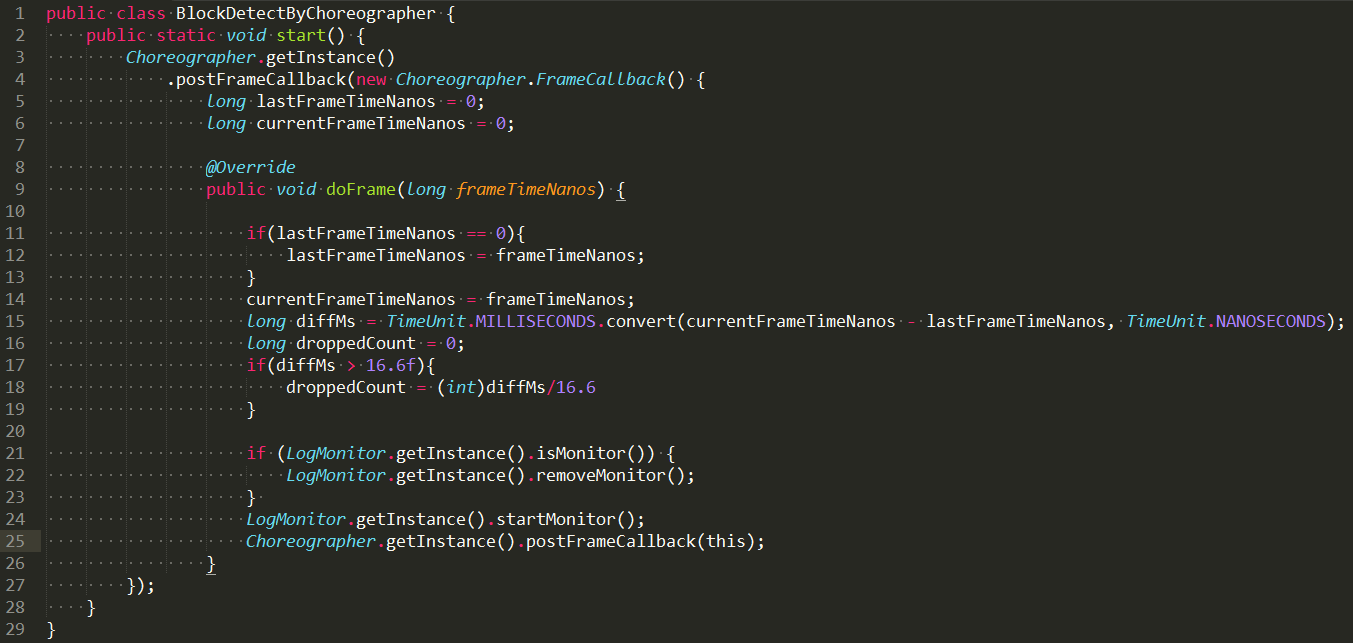 1 public class BlockDetectByChoreographer {
2     public static void start() {
3         Choreographer.getInstance()
4             .postFrameCallback(new Choreographer.FrameCallback() {
5                 long lastFrameTimeNanos = 0;
6                 long currentFrameTimeNanos = 0;
7
8                 @Override
9                 public void doFrame(long frameTimeNanos) {
10
11                     if(lastFrameTimeNanos == 0){
12                         lastFrameTimeNanos = frameTimeNanos;
13                     }
14                     currentFrameTimeNanos = frameTimeNanos;
15                     long diffMs = TimeUnit.MILLISECONDS.convert(currentFrameTimeNanos - lastFrameTimeNanos, TimeUnit.NANOSECONDS);
16                     long droppedCount = 0;
17                     if(diffMs > 16.6f){
18                         droppedCount = (int)diffMs/16.6
19                     }
20
21                     if (LogMonitor.getInstance().isMonitor()) {
22                         LogMonitor.getInstance().removeMonitor();
23                     }
24                     LogMonitor.getInstance().startMonitor();
25                     Choreographer.getInstance().postFrameCallback(this);
26                 }
27         });
28     }
29 }